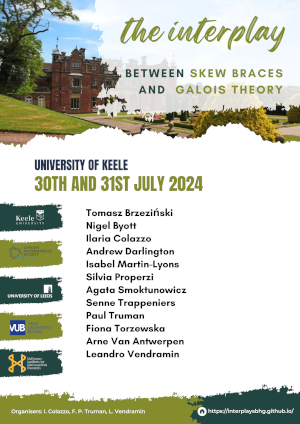 the interplay
BETWEEN SKEW BRACES
AND GALOIS THEORY
UNIVERSITY OF KEELE
30TH AND 31ST JULY 2024
Tomasz Brzeziński
Nigel Byott
Ilaria Colazzo
Andrew Darlington
Isabel Martin-Lyons
Silvia Properzi
Agata Smoktunowicz
Senne Trappeniers
Paul Truman
Fiona Torzewska
Arne Van Antwerpen
Leandro Vendramin
Keele
UNIVERSITY
UNIVERSITY OF LEEDS
VUB
Organisers: I. Colazzo, F. P. Truman, L. Vendramin
https://interplaysbhg.github.io/